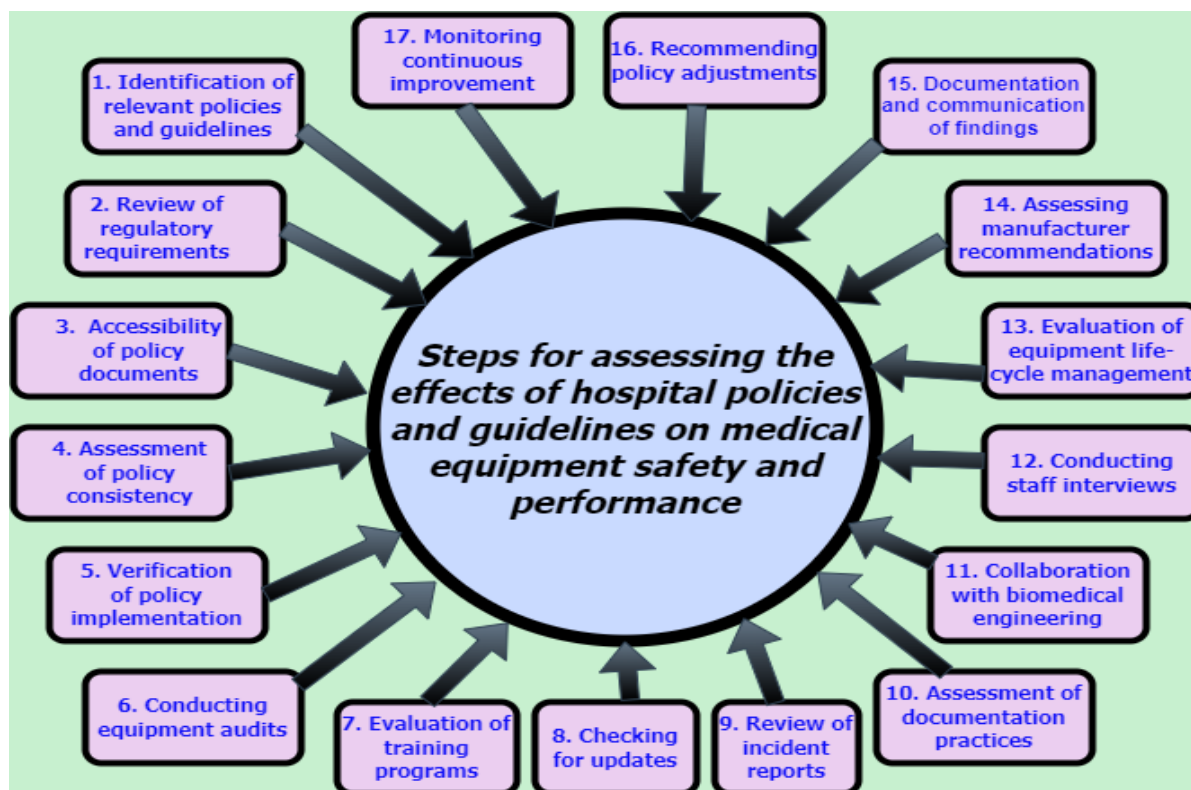 1. Identification of
relevant policies
and guidelines
2. Review of
regulatory
requirements
3. Accessibility
of policy
documents
4. Assessment
of policy
consistency
5. Verification
of policy
implementation
6. Conducting
equipment audits
7. Evaluation of
training
programs
8. Checking
for updates
9. Review of
incident
reports
10. Assessment of
documentation
practices
11. Collaboration
with biomedical
engineering
12. Conducting
staff interviews
13. Evaluation of
equipment life-
cycle management
14. Assessing
manufacturer
recommendations
15. Documentation
and communication
of findings
16. Recommending
policy adjustments
17. Monitoring
continuous
improvement
Steps for assessing the
effects of hospital policies
and guidelines on medical
equipment safety and
performance